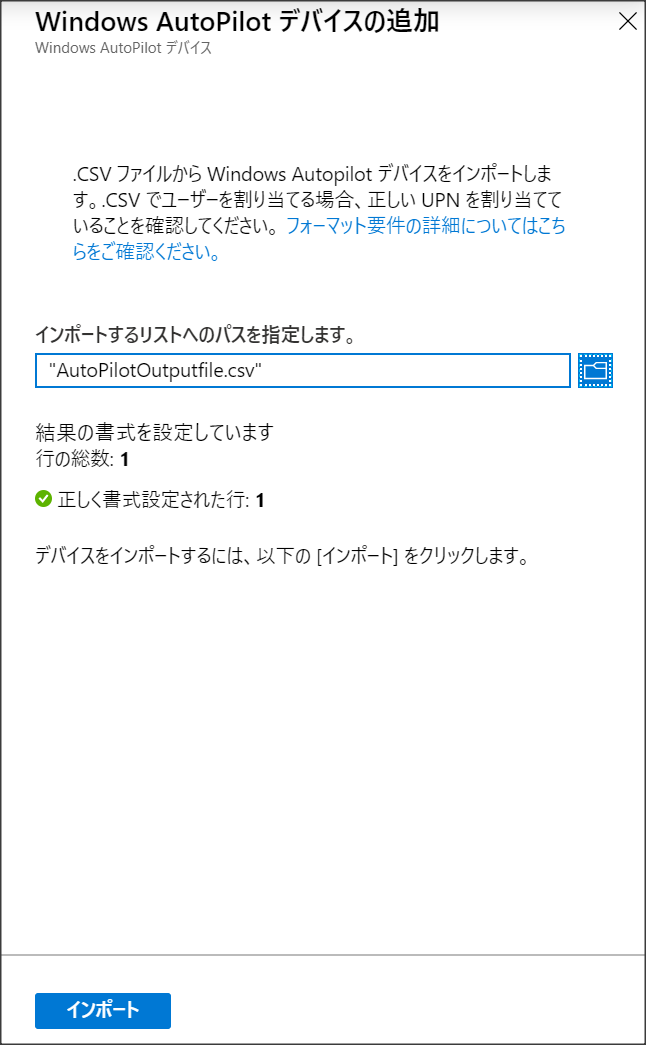 Windows AutoPilot デバイスの追加
Windows AutoPilot デバイス
.CSV ファイルから Windows Autopilot デバイスをインポートしま
す。.CSV でユーザーを割り当てる場合、正しい UPN を割り当てて
いることを確認してください。 フォーマット要件の詳細についてはこち
らをご確認ください。
インポートするリストへのパスを指定します。
"AutoPilotOutputfile.csv"
結果の書式を設定しています
行の総数: 1
正しく書式設定された行: 1
デバイスをインポートするには、以下の [インポート] をクリックします。
インポート